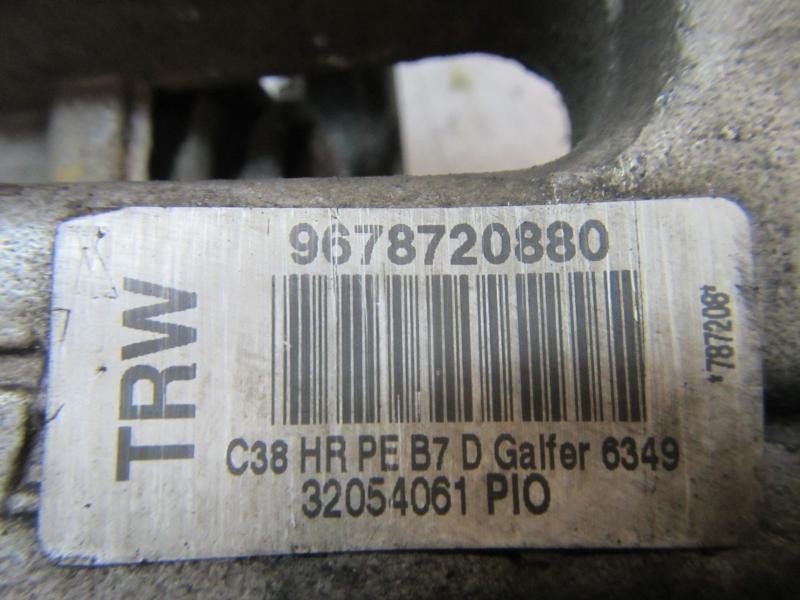 TRW
9678720880
C38 HR PE B7 D Galfer 6349
32054061 PIO
*787208*